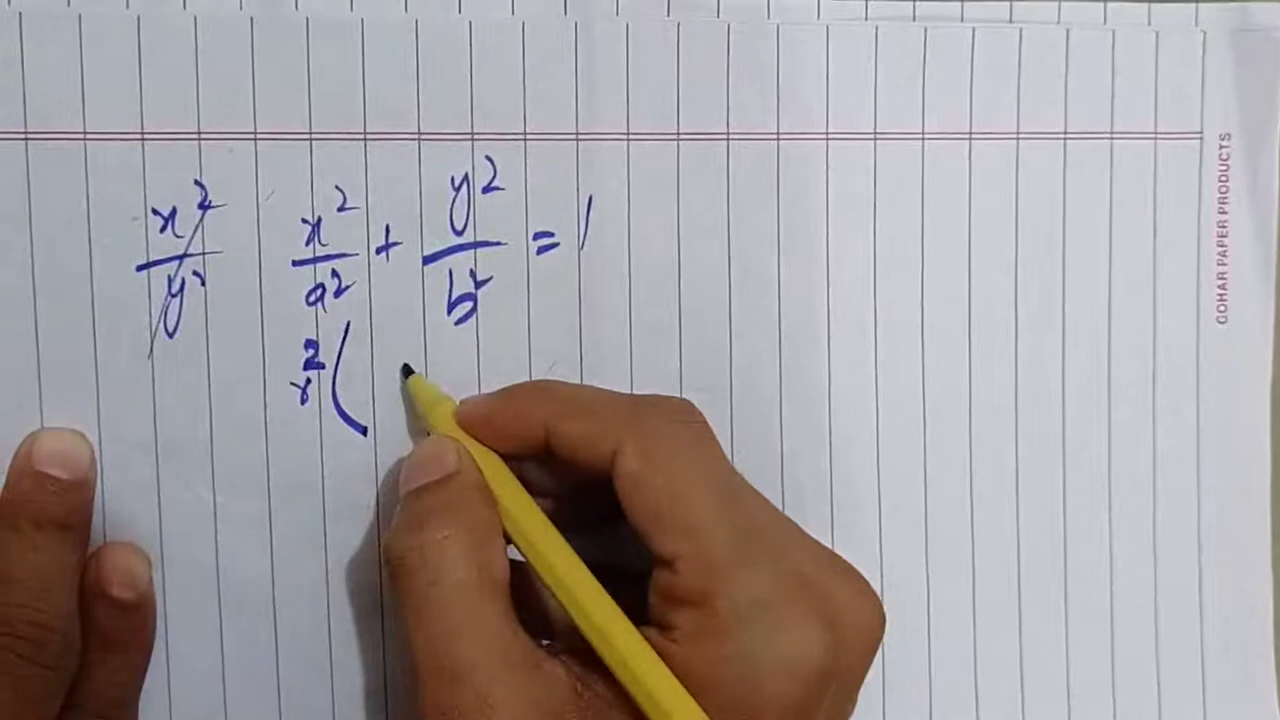 x²/y² x²/a² + y²/b² = 1
r²(
GOHAR PAPER PRODUCTS